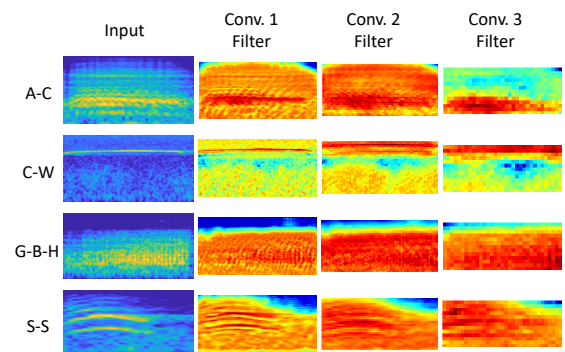 Input
Conv. 1
Filter
Conv. 2
Filter
Conv. 3
Filter
A-C
C-W
G-B-H
S-S